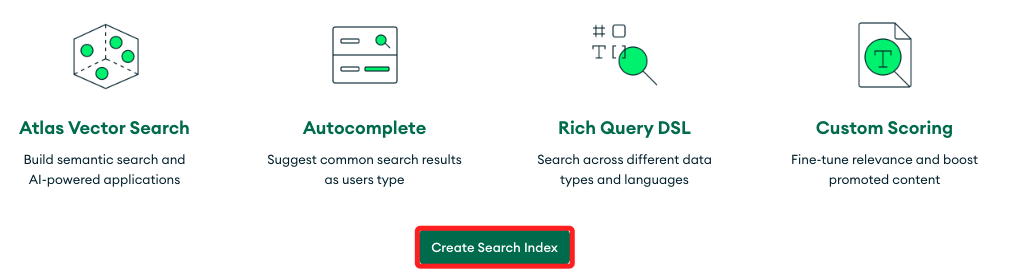 # 
T []
T
Atlas Vector Search
Build semantic search and
AI-powered applications
Autocomplete
Suggest common search results
as users type
Rich Query DSL
Search across different data
types and languages
Custom Scoring
Fine-tune relevance and boost
promoted content
Create Search Index